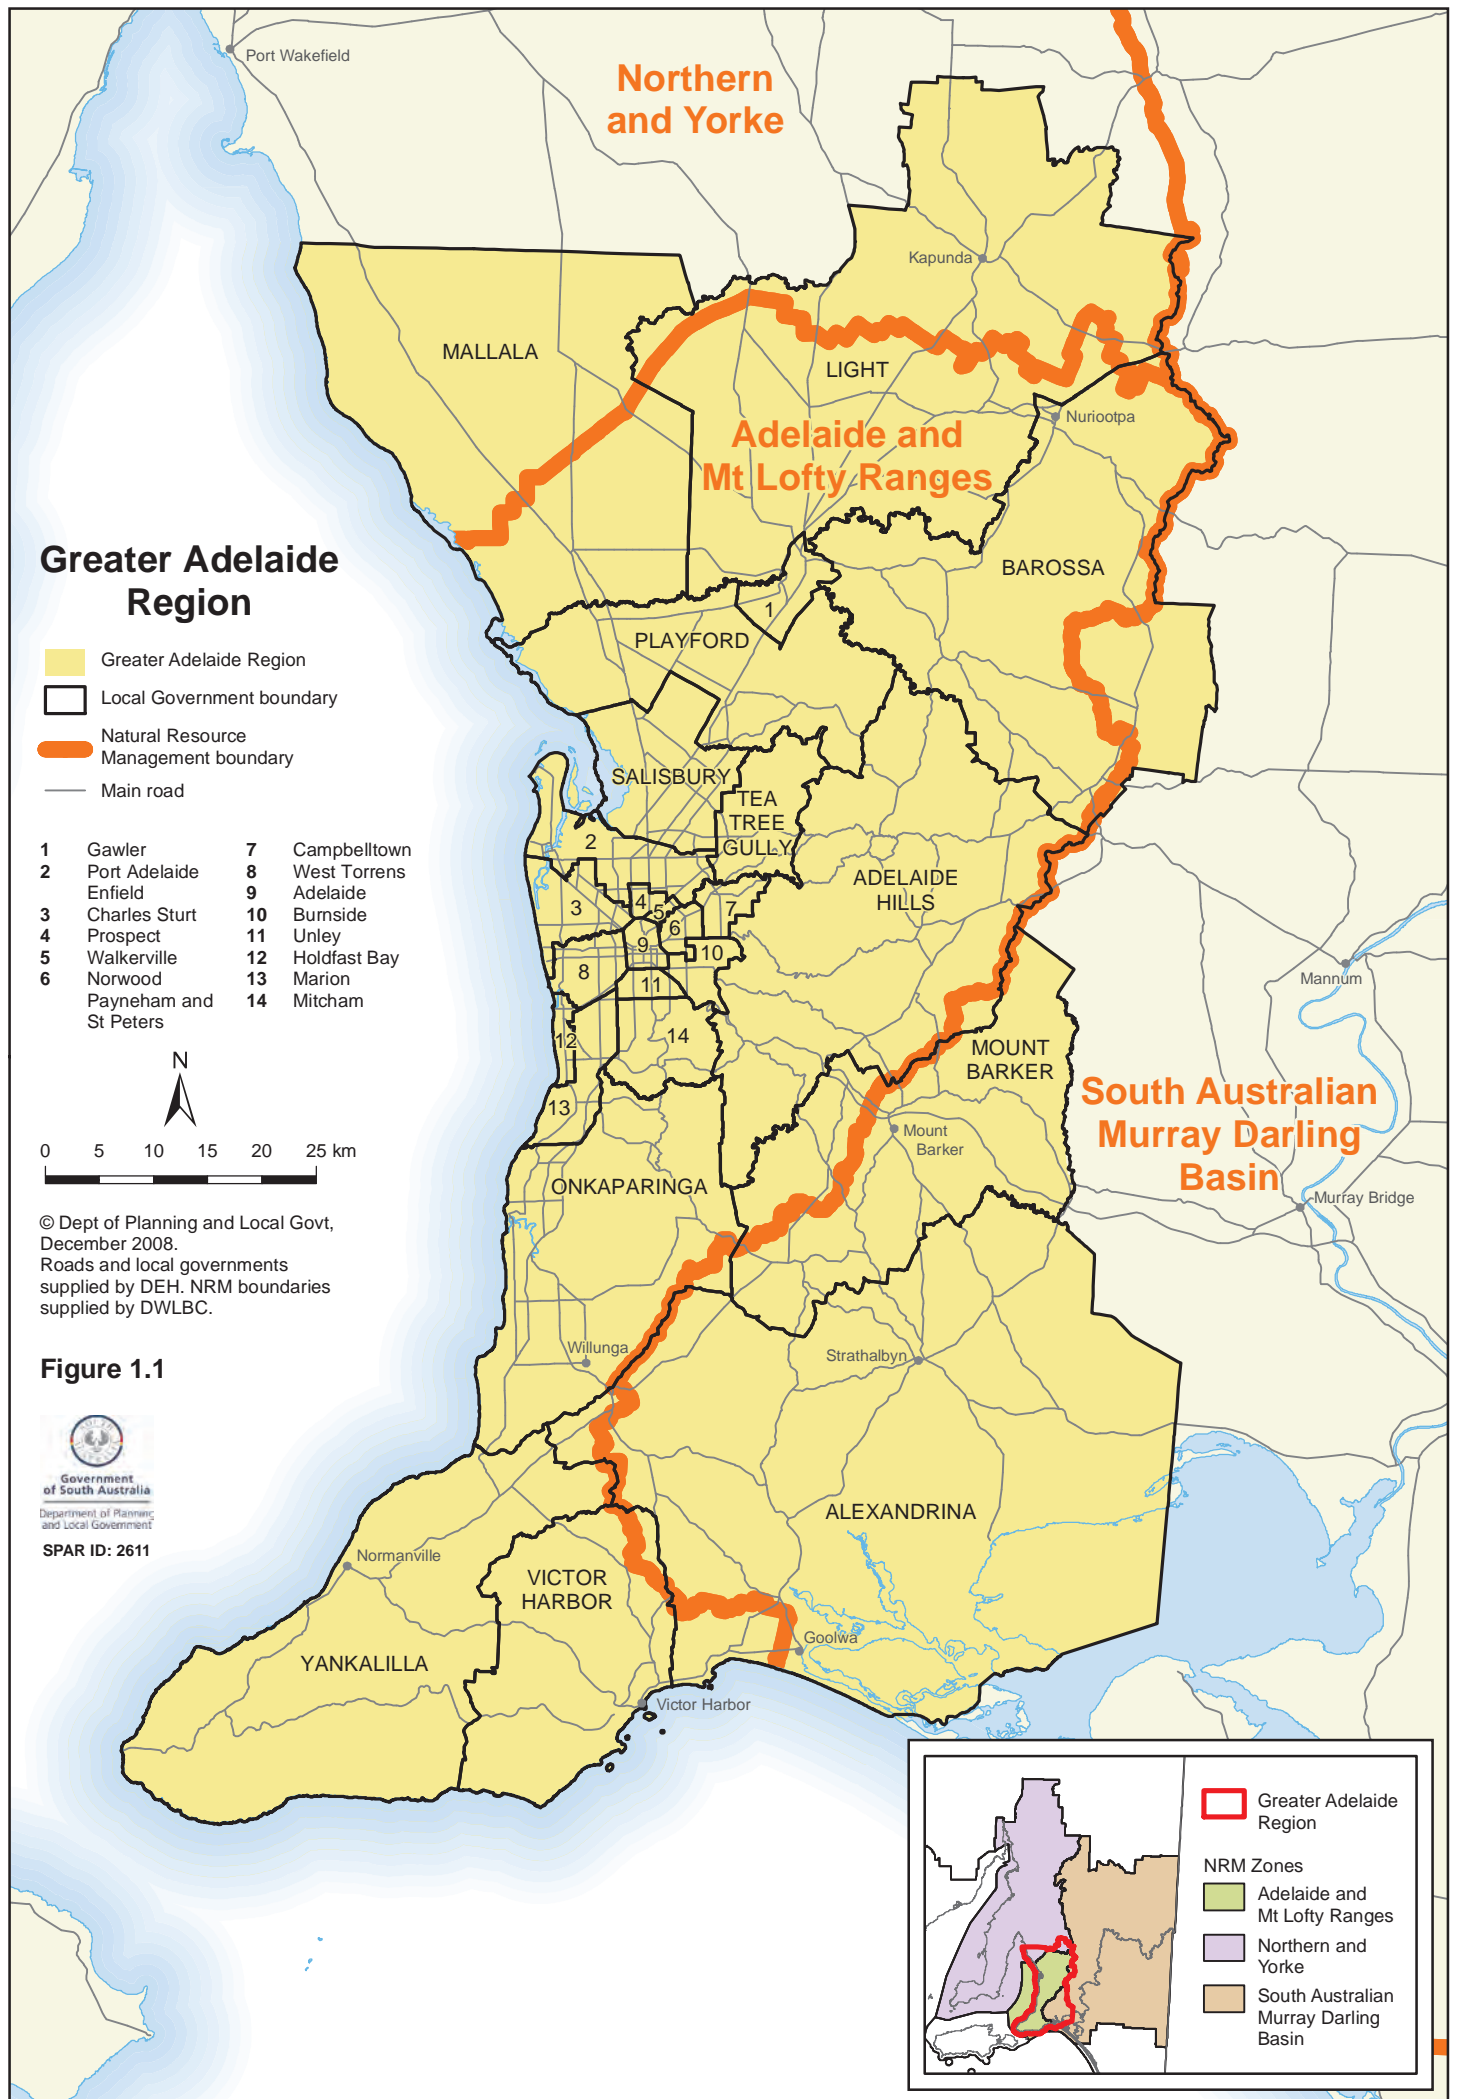 Port Wakefield
Northern
and Yorke
Kapunda
MALLALA
LIGHT
Nuriootpa
Adelaide and
Mt Lofty Ranges
BAROSSA
Greater Adelaide
Region
Greater Adelaide Region
Local Government boundary
Natural Resource
Management boundary
Main road
1 Gawler
2 Port Adelaide
Enfield
3 Charles Sturt
4 Prospect
5 Walkerville
6 Norwood
Payneham and
St Peters
7 Campbelltown
8 West Torrens
9 Adelaide
10 Burnside
11 Unley
12 Holdfast Bay
13 Marion
14 Mitcham
N
0 5 10 15 20 25 km
© Dept of Planning and Local Govt,
December 2008.
Roads and local governments
supplied by DEH. NRM boundaries
supplied by DWLBC.
Figure 1.1
Government
of South Australia
Department of Planning
and Local Government
SPAR ID: 2611
1
PLAYFORD
SALISBURY
TEA
TREE
GULLY
2
3
4
5
6
7
8
9
10
11
12
13
14
ADELAIDE
HILLS
Mannum
MOUNT
BARKER
South Australian
Murray Darling
Basin
Mount
Barker
Murray Bridge
ONKAPARINGA
Willunga
Strathalbyn
ALEXANDRINA
Normanville
VICTOR
HARBOR
Goolwa
YANKALILLA
Victor Harbor
Greater Adelaide
Region
NRM Zones
Adelaide and
Mt Lofty Ranges
Northern and
Yorke
South Australian
Murray Darling
Basin